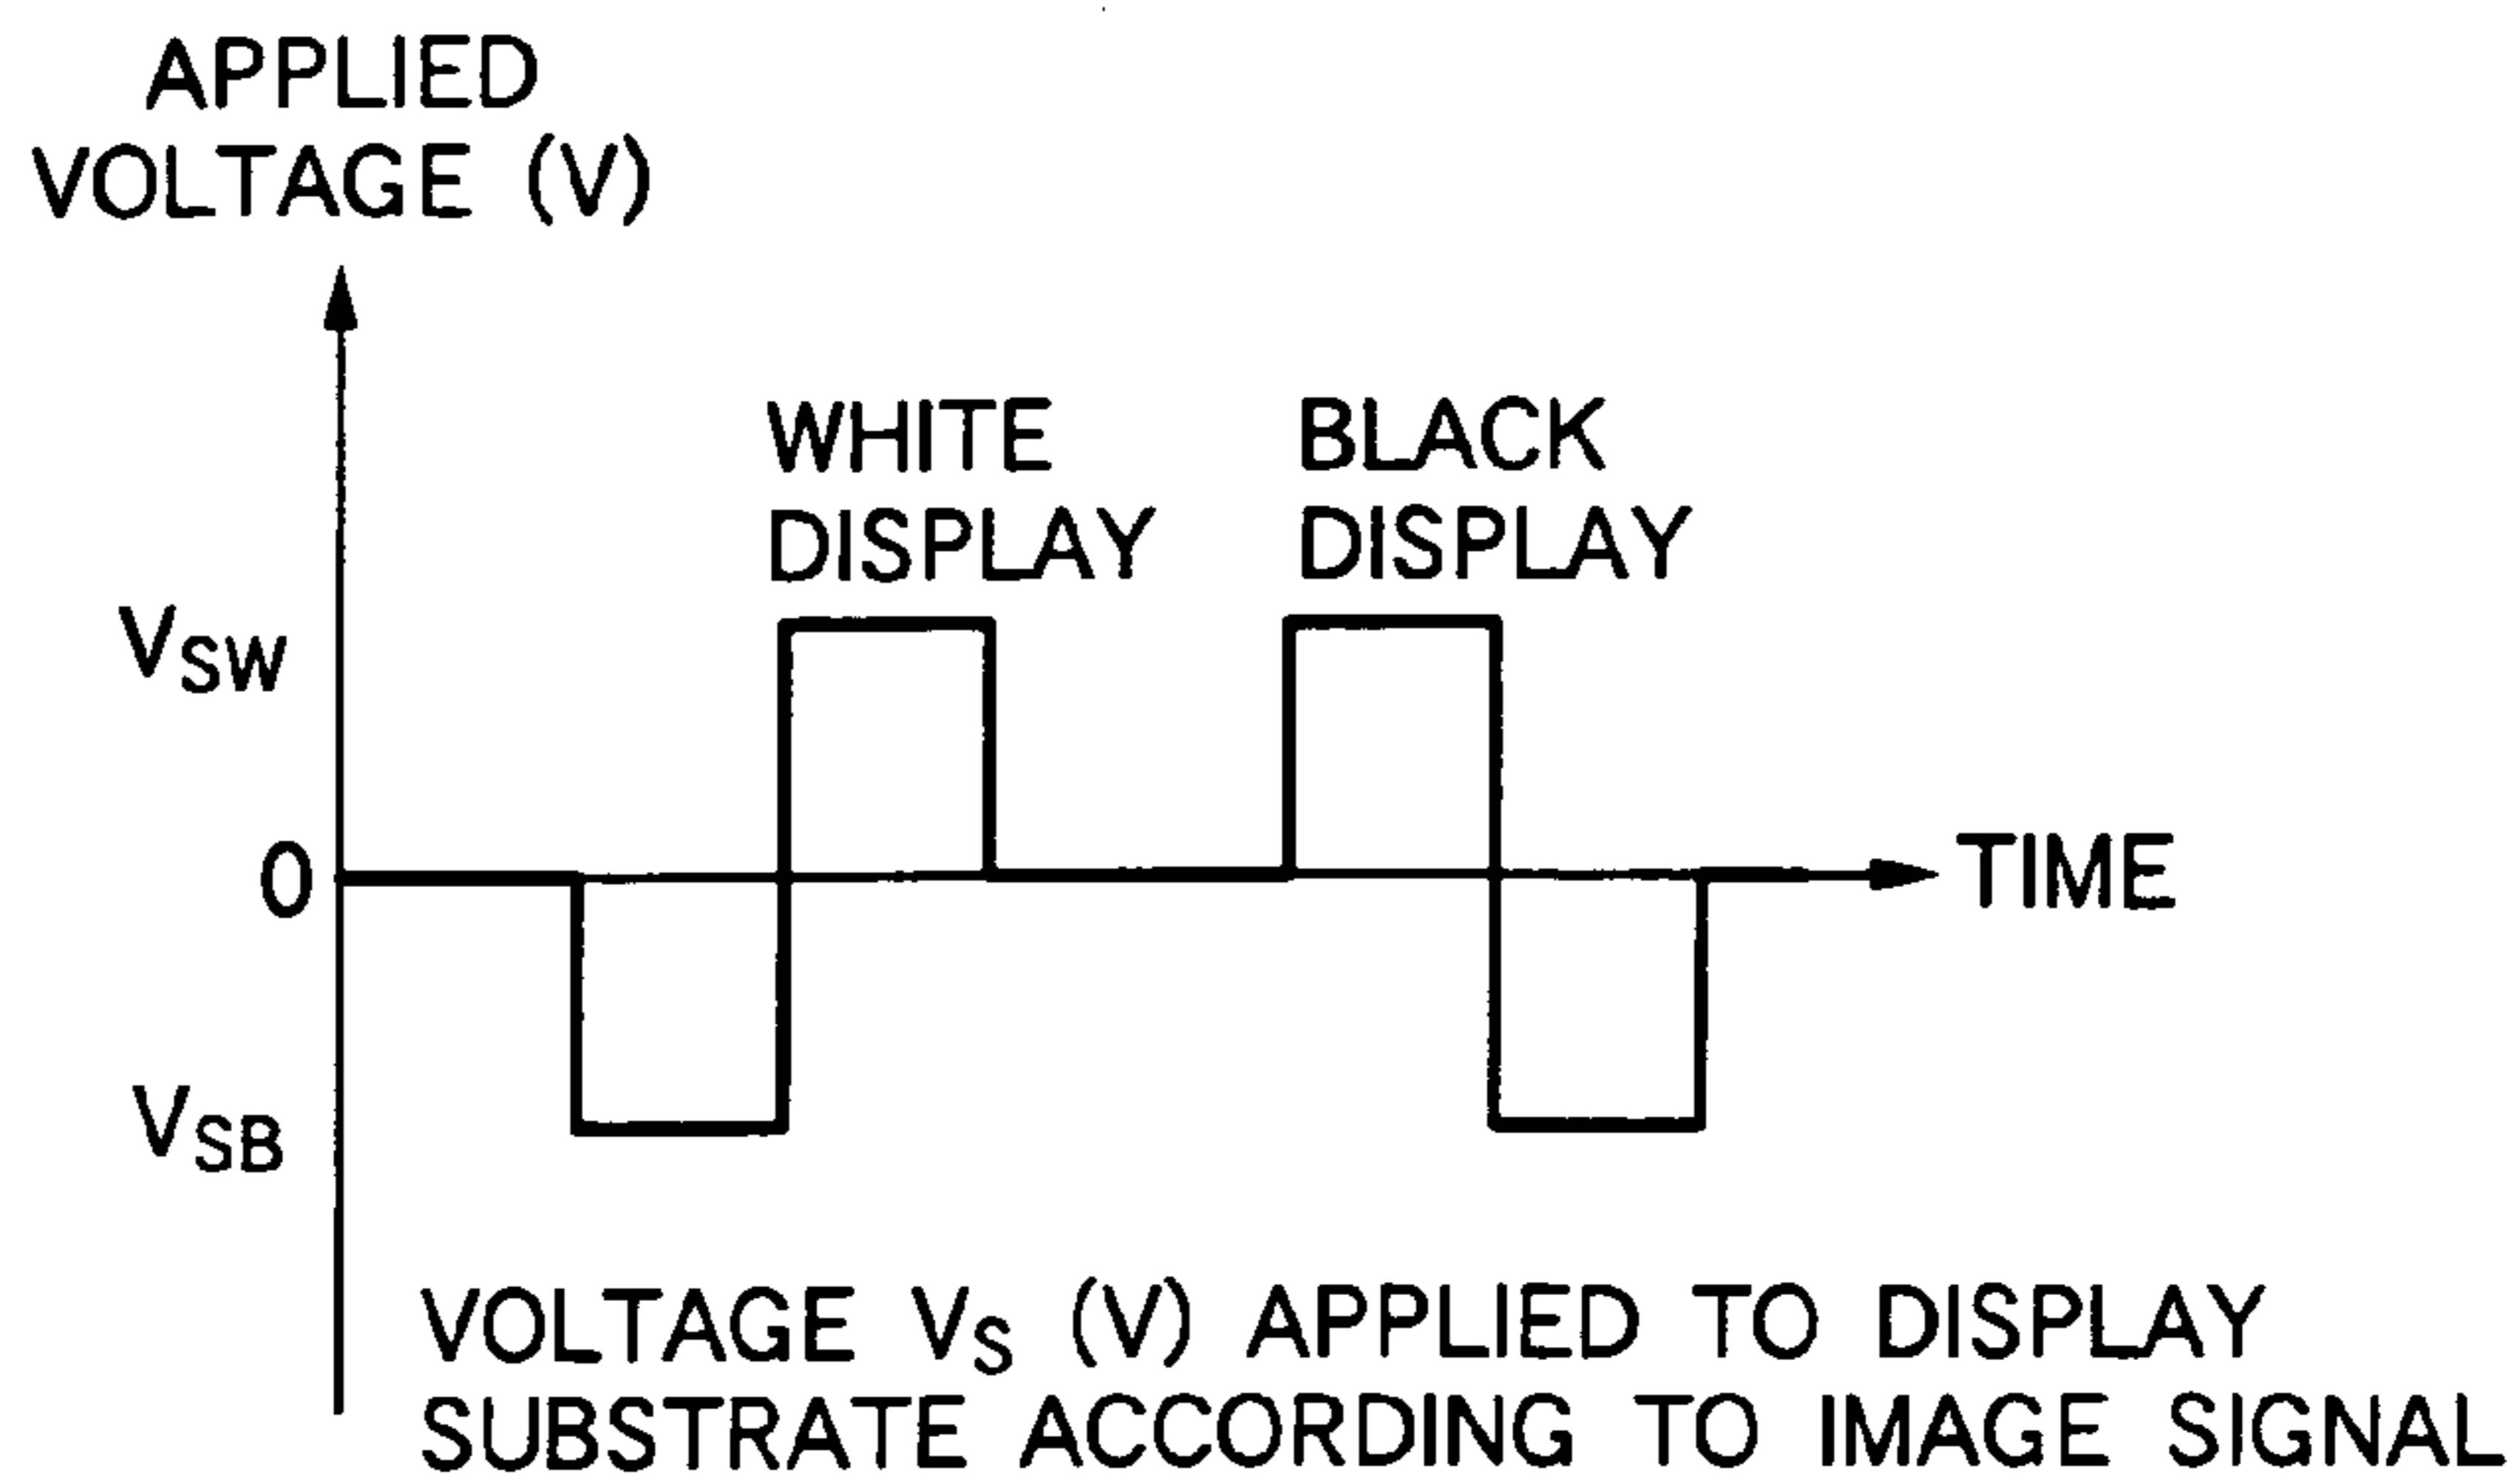 APPLIED
VOLTAGE (V)
WHITE
DISPLAY
BLACK
DISPLAY
VSW
0
TIME
VSB
VOLTAGE VS (V) APPLIED TO DISPLAY
SUBSTRATE ACCORDING TO IMAGE SIGNAL